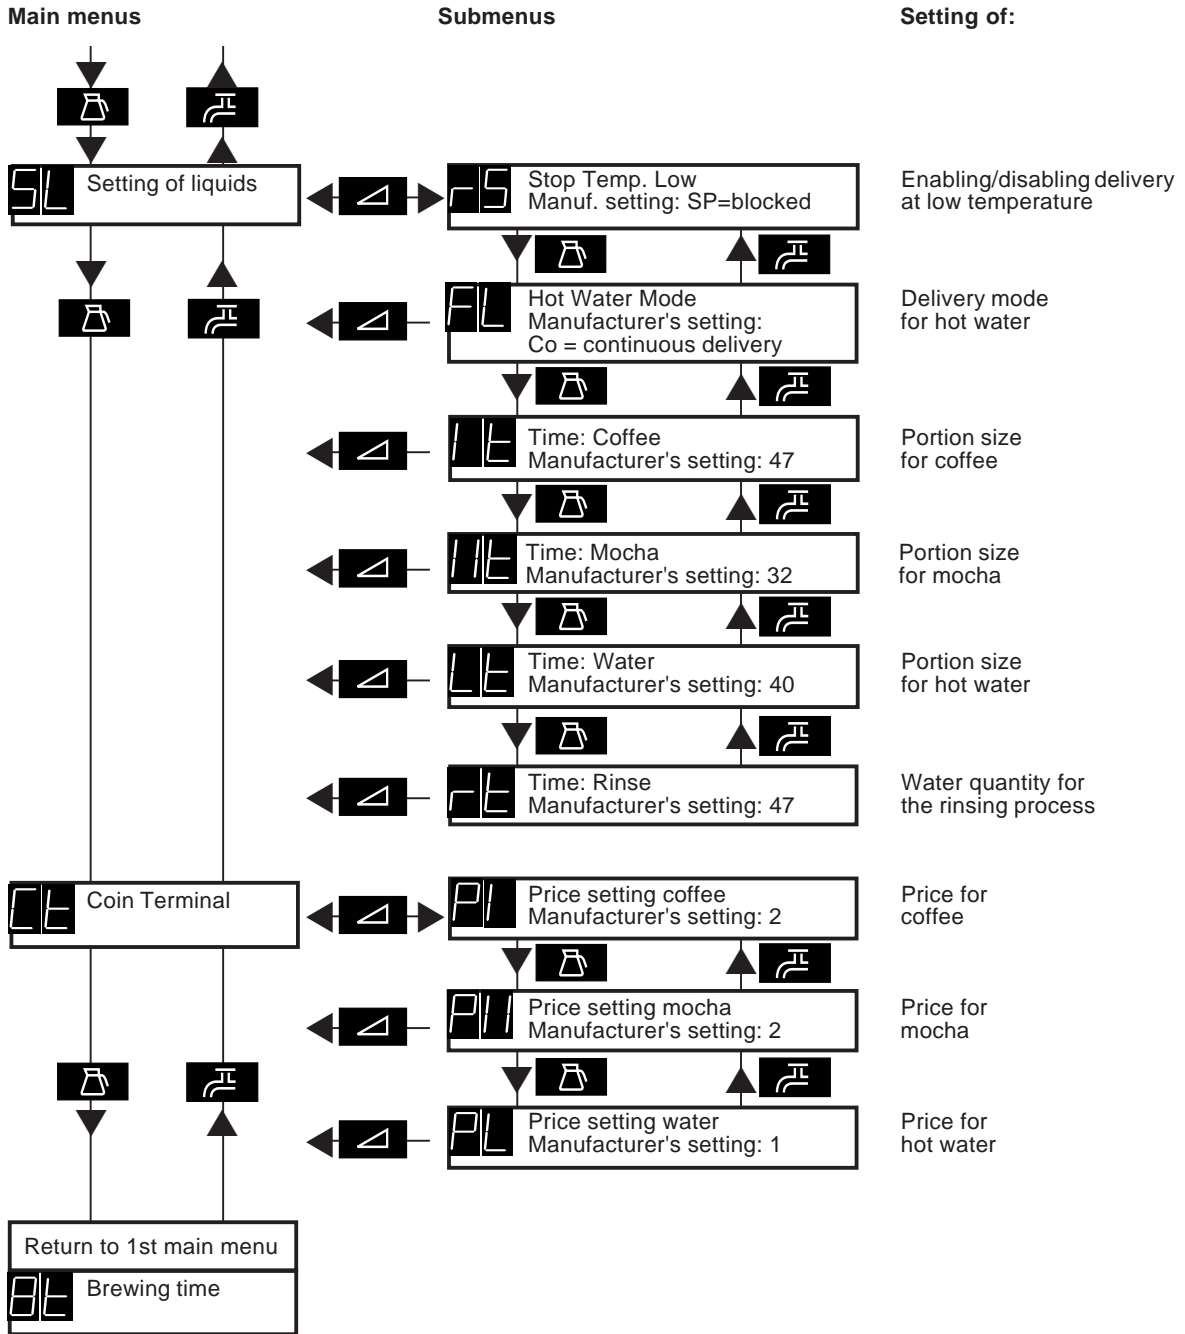 Main menus
Submenus
Setting of:
SL
Setting of liquids
rS
Stop Temp. Low
Manuf. setting: SP=blocked
Enabling/disabling delivery
at low temperature
FL
Hot Water Mode
Manufacturer's setting:
Co = continuous delivery
Delivery mode
for hot water
It
Time: Coffee
Manufacturer's setting: 47
Portion size
for coffee
IIt
Time: Mocha
Manufacturer's setting: 32
Portion size
for mocha
Lt
Time: Water
Manufacturer's setting: 40
Portion size
for hot water
rt
Time: Rinse
Manufacturer's setting: 47
Water quantity for
the rinsing process
Ct
Coin Terminal
PI
Price setting coffee
Manufacturer's setting: 2
Price for
coffee
PII
Price setting mocha
Manufacturer's setting: 2
Price for
mocha
PL
Price setting water
Manufacturer's setting: 1
Price for
hot water
Return to 1st main menu
Bt
Brewing time